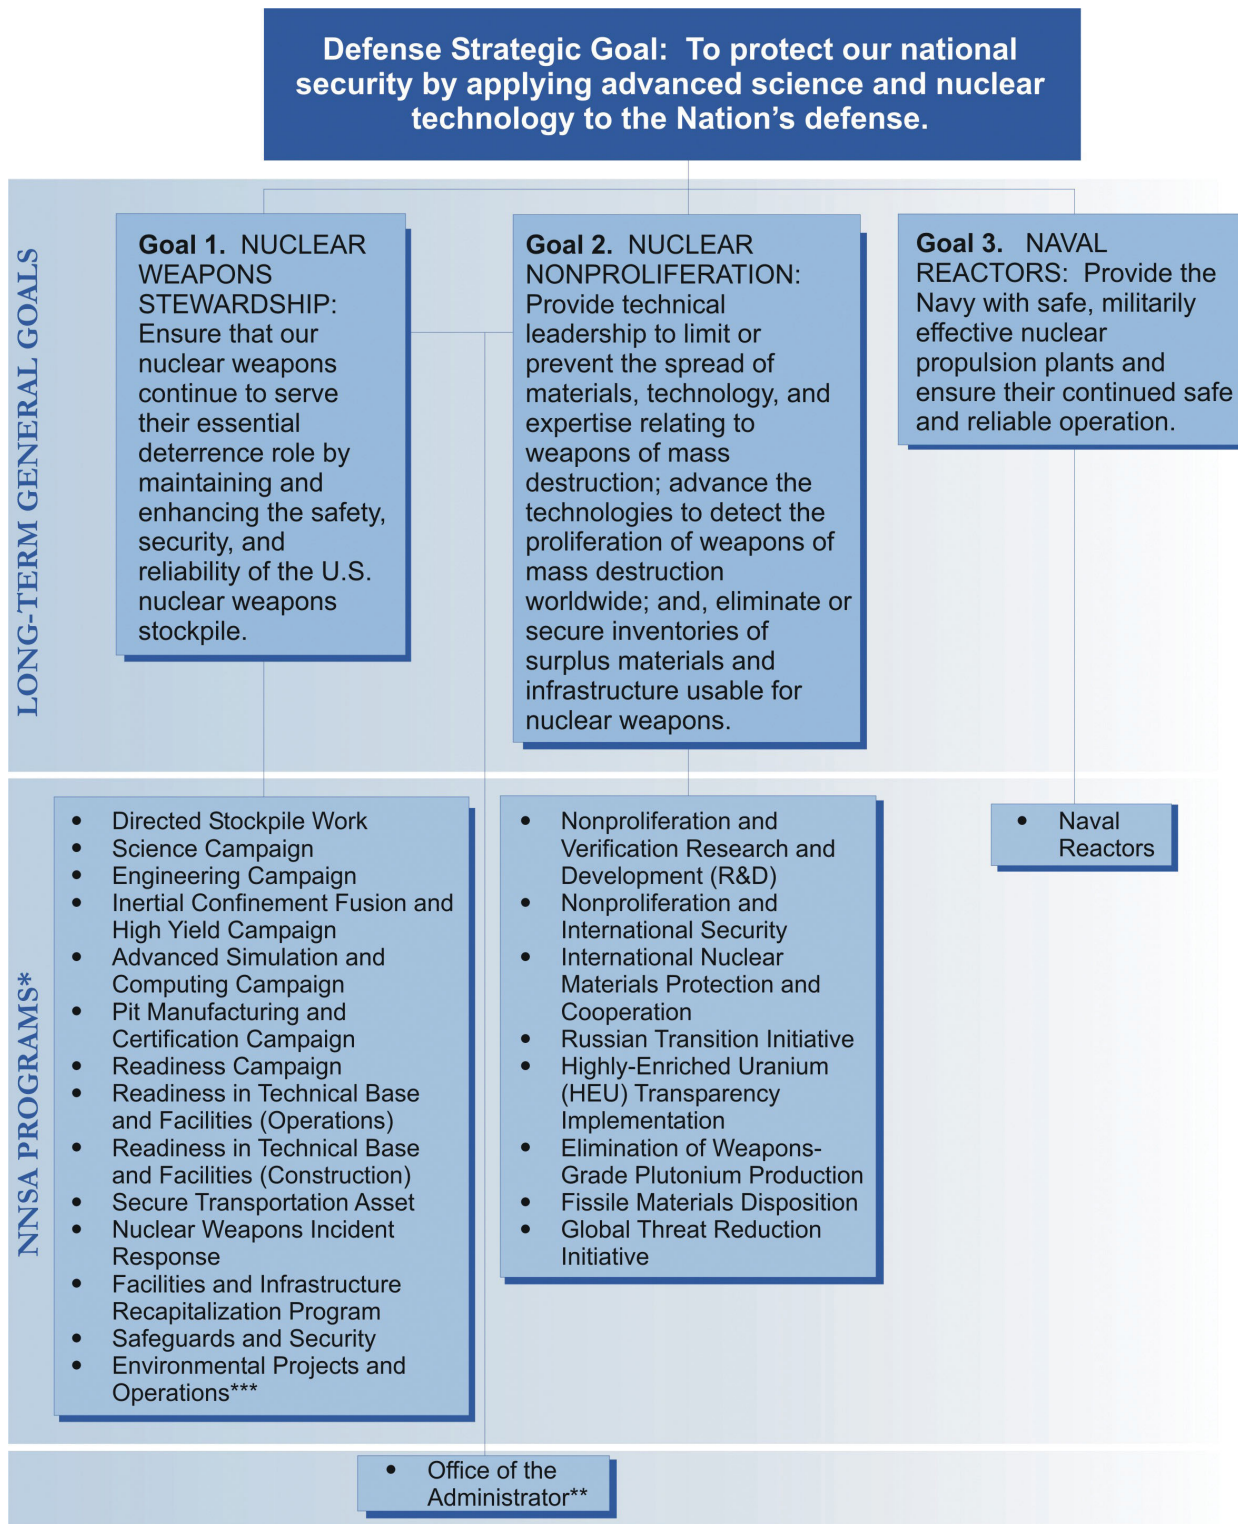 Defense Strategic Goal: To protect our national
security by applying advanced science and nuclear
technology to the Nation's defense.
LONG-TERM GENERAL GOALS
Goal 1. NUCLEAR
WEAPONS
STEWARDSHIP:
Ensure that our
nuclear weapons
continue to serve
their essential
deterrence role by
maintaining and
enhancing the safety,
security, and
reliability of the U.S.
nuclear weapons
stockpile.
Goal 2. NUCLEAR
NONPROLIFERATION:
Provide technical
leadership to limit or
prevent the spread of
materials, technology, and
expertise relating to
weapons of mass
destruction; advance the
technologies to detect the
proliferation of weapons of
mass destruction
worldwide; and, eliminate or
secure inventories of
surplus materials and
infrastructure usable for
nuclear weapons.
Goal 3. NAVAL
REACTORS: Provide the
Navy with safe, militarily
effective nuclear
propulsion plants and
ensure their continued safe
and reliable operation.
NNSA PROGRAMS*
• Directed Stockpile Work
• Science Campaign
• Engineering Campaign
• Inertial Confinement Fusion and
High Yield Campaign
• Advanced Simulation and
Computing Campaign
• Pit Manufacturing and
Certification Campaign
• Readiness Campaign
• Readiness in Technical Base
and Facilities (Operations)
• Readiness in Technical Base
and Facilities (Construction)
• Secure Transportation Asset
• Nuclear Weapons Incident
Response
• Facilities and Infrastructure
Recapitalization Program
• Safeguards and Security
• Environmental Projects and
Operations***
• Nonproliferation and
Verification Research and
Development (R&D)
• Nonproliferation and
International Security
• International Nuclear
Materials Protection and
Cooperation
• Russian Transition Initiative
• Highly-Enriched Uranium
(HEU) Transparency
Implementation
• Elimination of Weapons-
Grade Plutonium Production
• Fissile Materials Disposition
• Global Threat Reduction
Initiative
• Naval
Reactors
• Office of the
Administrator**